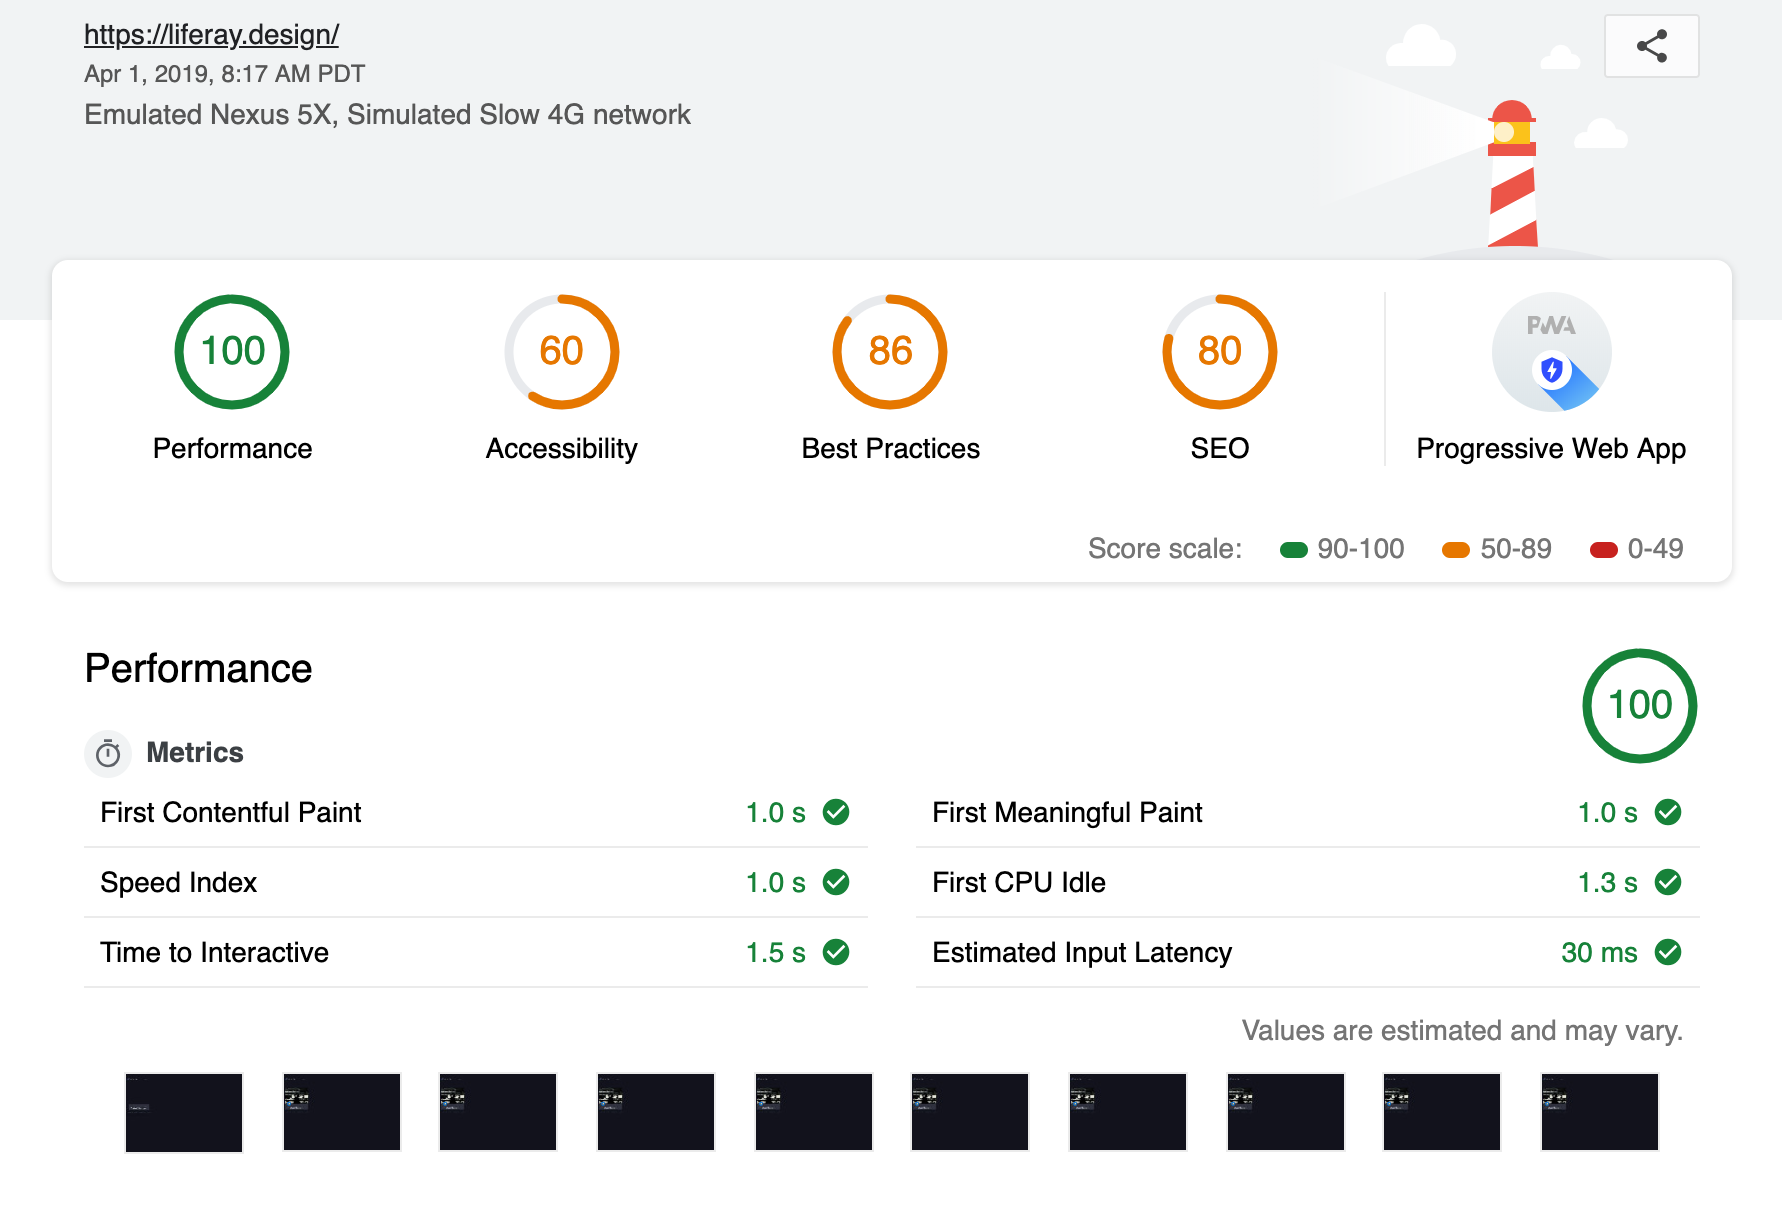 https://liferay.design/
Apr 1, 2019, 8:17 AM PDT
Emulated Nexus 5X, Simulated Slow 4G network
100
60
86
80
PWA
Performance
Accessibility
Best Practices
SEO
Progressive Web App
Score scale: 90-100 50-89 0-49
Performance
100
Metrics
First Contentful Paint 1.0 s
First Meaningful Paint 1.0 s
Speed Index 1.0 s
First CPU Idle 1.3 s
Time to Interactive 1.5 s
Estimated Input Latency 30 ms
Values are estimated and may vary.